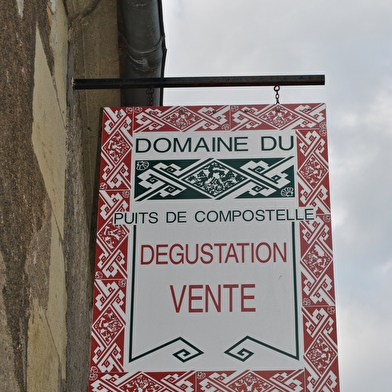 DOMAINE DU
PUITS DE COMPOSTELLE
DEGUSTATION
VENTE